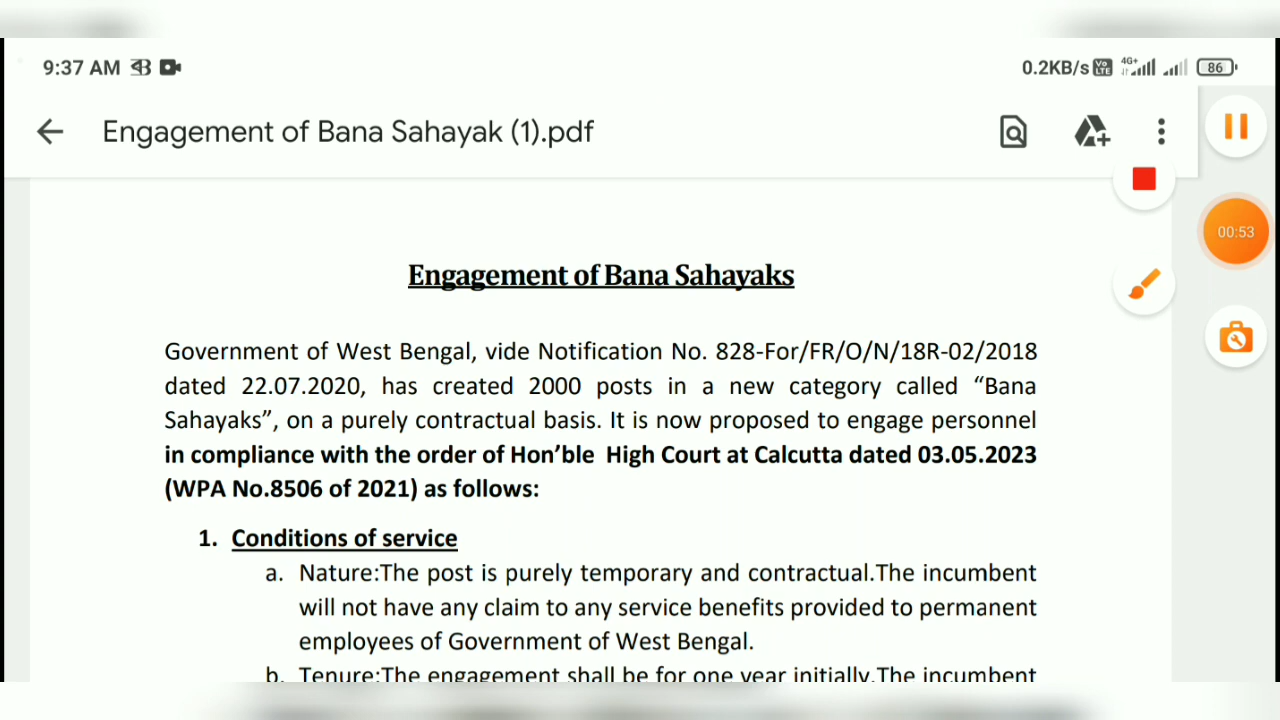 9:37 AM
0.2KB/s Vo LTE 4G+ 86
Engagement of Bana Sahayak (1).pdf
00:53
Engagement of Bana Sahayaks
Government of West Bengal, vide Notification No. 828-For/FR/O/N/18R-02/2018
dated 22.07.2020, has created 2000 posts in a new category called “Bana
Sahayaks”, on a purely contractual basis. It is now proposed to engage personnel
in compliance with the order of Hon’ble High Court at Calcutta dated 03.05.2023
(WPA No.8506 of 2021) as follows:
1. Conditions of service
a. Nature:The post is purely temporary and contractual.The incumbent
will not have any claim to any service benefits provided to permanent
employees of Government of West Bengal.
b. Tenure:The engagement shall be for one year initially.The incumbent